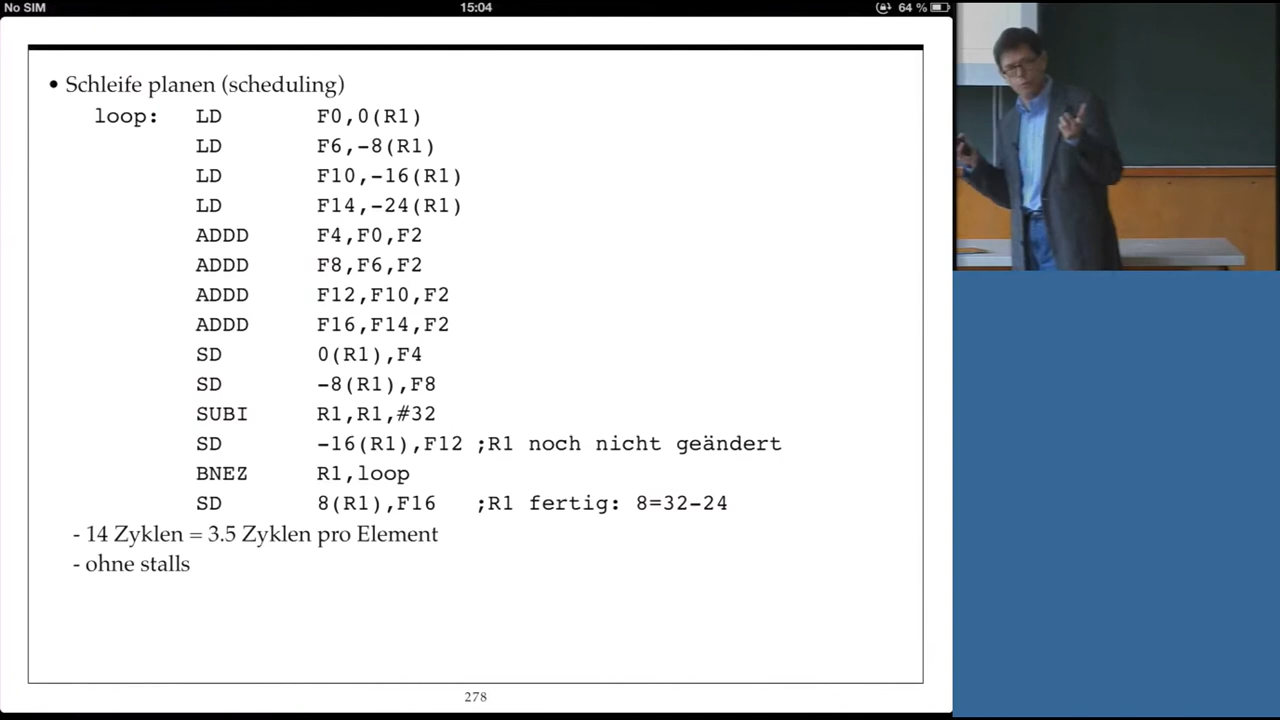 No SIM 15:04 64 %
• Schleife planen (scheduling)
loop: LD F0,0(R1)
LD F6,-8(R1)
LD F10,-16(R1)
LD F14,-24(R1)
ADDD F4,F0,F2
ADDD F8,F6,F2
ADDD F12,F10,F2
ADDD F16,F14,F2
SD 0(R1),F4
SD -8(R1),F8
SUBI R1,R1,#32
SD -16(R1),F12 ;R1 noch nicht geändert
BNEZ R1,loop
SD 8(R1),F16 ;R1 fertig: 8=32-24
- 14 Zyklen = 3.5 Zyklen pro Element
- ohne stalls
278